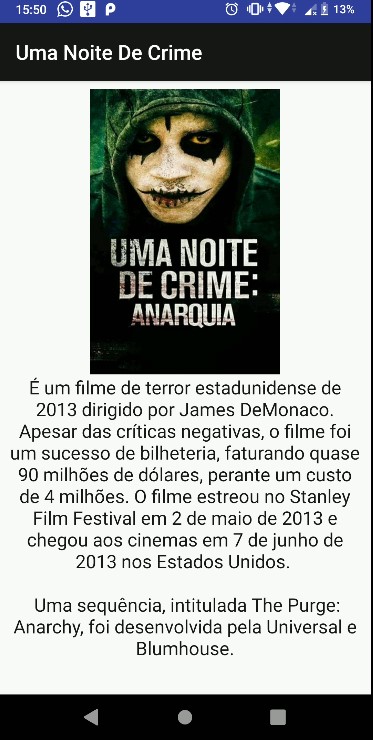 15:50 13%
Uma Noite De Crime
UMA NOITE
DE CRIME:
ANARQUIA
É um filme de terror estadunidense de
2013 dirigido por James DeMonaco.
Apesar das críticas negativas, o filme foi
um sucesso de bilheteria, faturando quase
90 milhões de dólares, perante um custo
de 4 milhões. O filme estreou no Stanley
Film Festival em 2 de maio de 2013 e
chegou aos cinemas em 7 de junho de
2013 nos Estados Unidos.
Uma sequência, intitulada The Purge:
Anarchy, foi desenvolvida pela Universal e
Blumhouse.